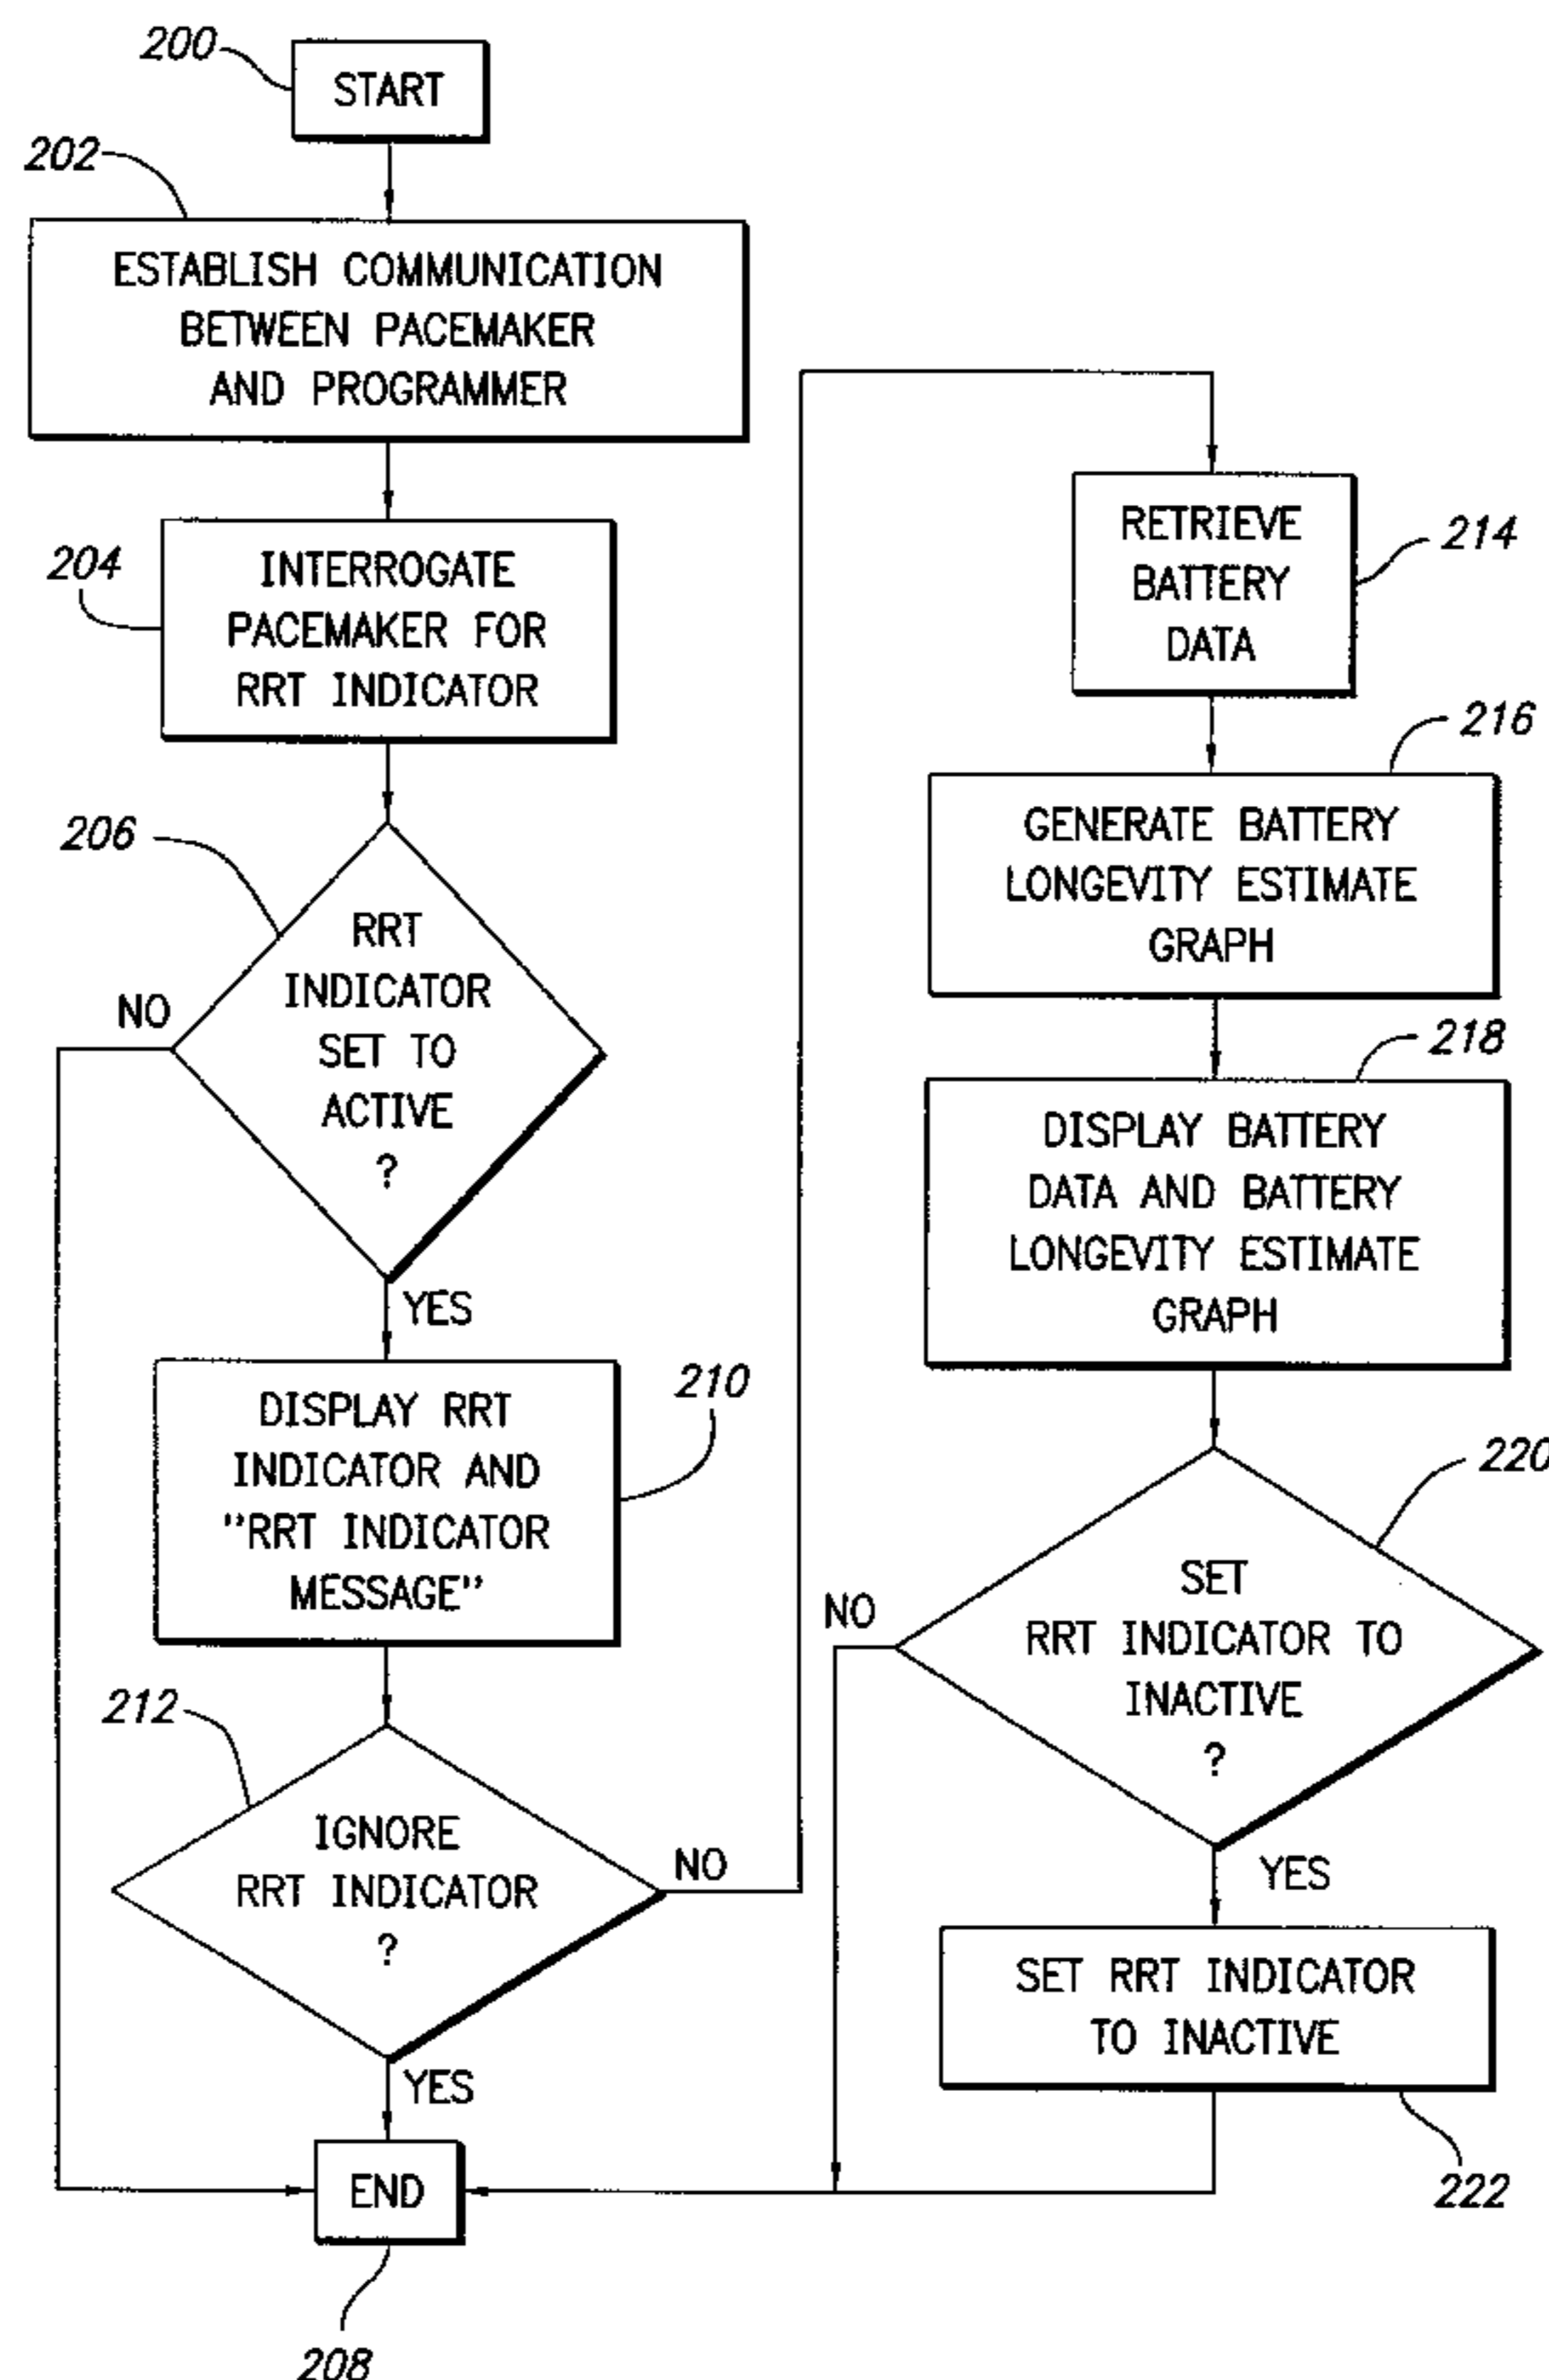 200
START
202
ESTABLISH COMMUNICATION
BETWEEN PACEMAKER
AND PROGRAMMER
204
INTERROGATE
PACEMAKER FOR
RRT INDICATOR
206
RRT
INDICATOR
SET TO
ACTIVE
?
NO
YES
210
DISPLAY RRT
INDICATOR AND
"RRT INDICATOR
MESSAGE"
212
IGNORE
RRT INDICATOR
?
NO
YES
END
208
RETRIEVE
BATTERY
DATA
214
216
GENERATE BATTERY
LONGEVITY ESTIMATE
GRAPH
218
DISPLAY BATTERY
DATA AND BATTERY
LONGEVITY ESTIMATE
GRAPH
220
SET
RRT INDICATOR TO
INACTIVE
?
NO
YES
SET RRT INDICATOR
TO INACTIVE
222